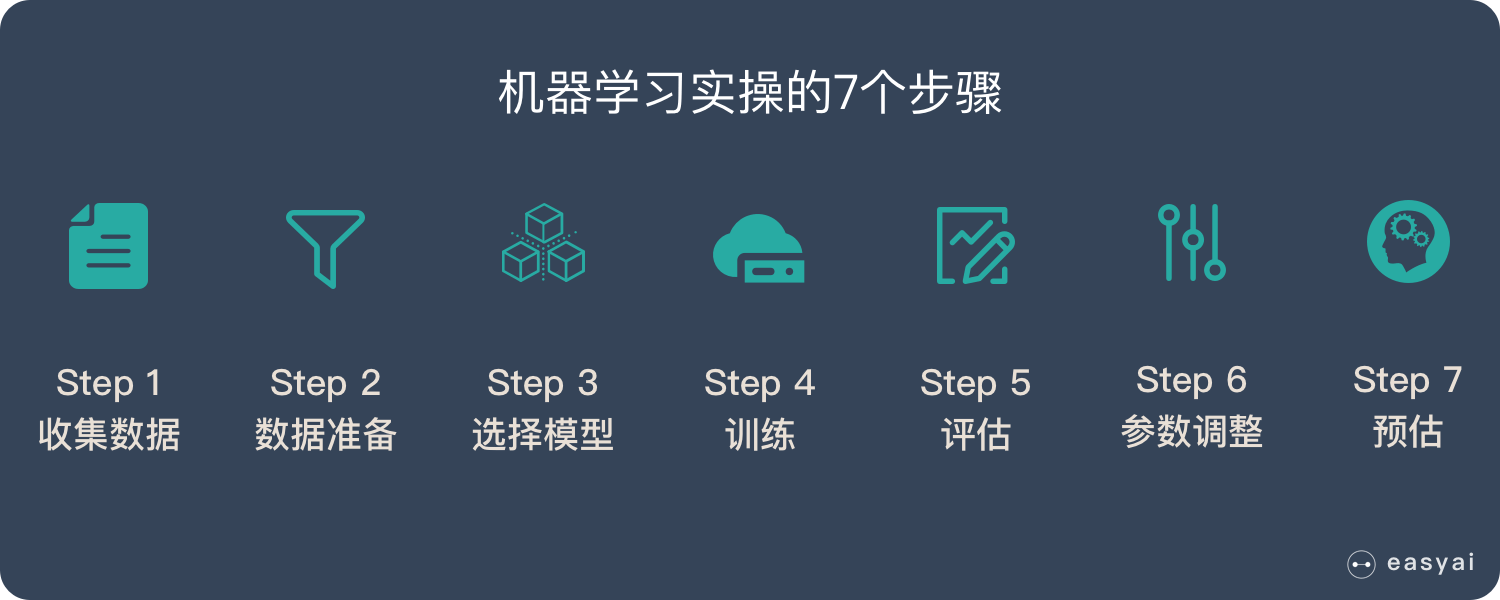 机器学习实操的7个步骤
Step 1
收集数据
Step 2
数据准备
Step 3
选择模型
Step 4
训练
Step 5
评估
Step 6
参数调整
Step 7
预估
easyai